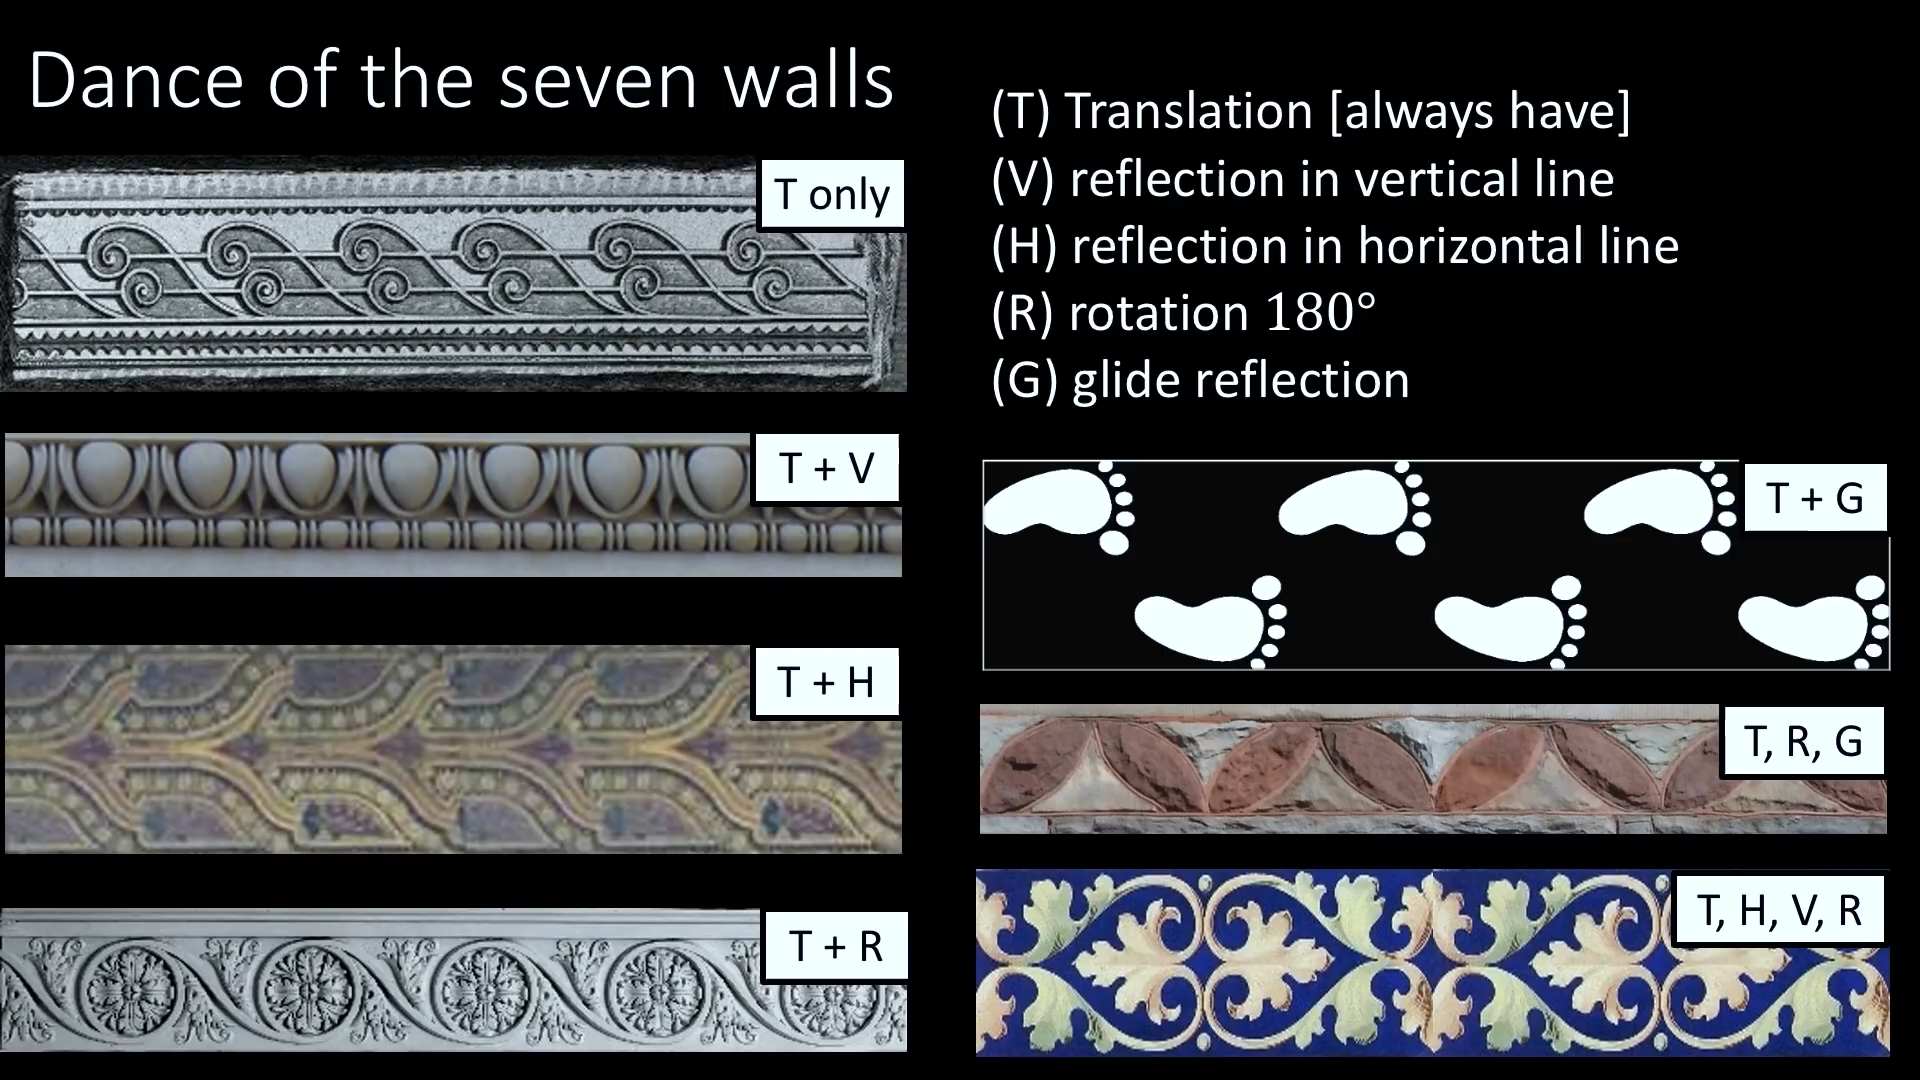 Dance of the seven walls
T only
T + V
T + H
T + R
(T) Translation [always have]
(V) reflection in vertical line
(H) reflection in horizontal line
(R) rotation 180°
(G) glide reflection
T + G
T, R, G
T, H, V, R